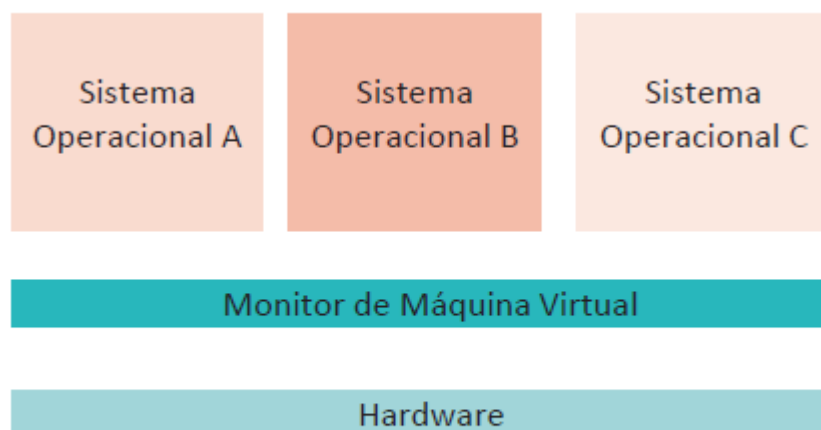 Sistema
Operacional A
Sistema
Operacional B
Sistema
Operacional C
Monitor de Máquina Virtual
Hardware